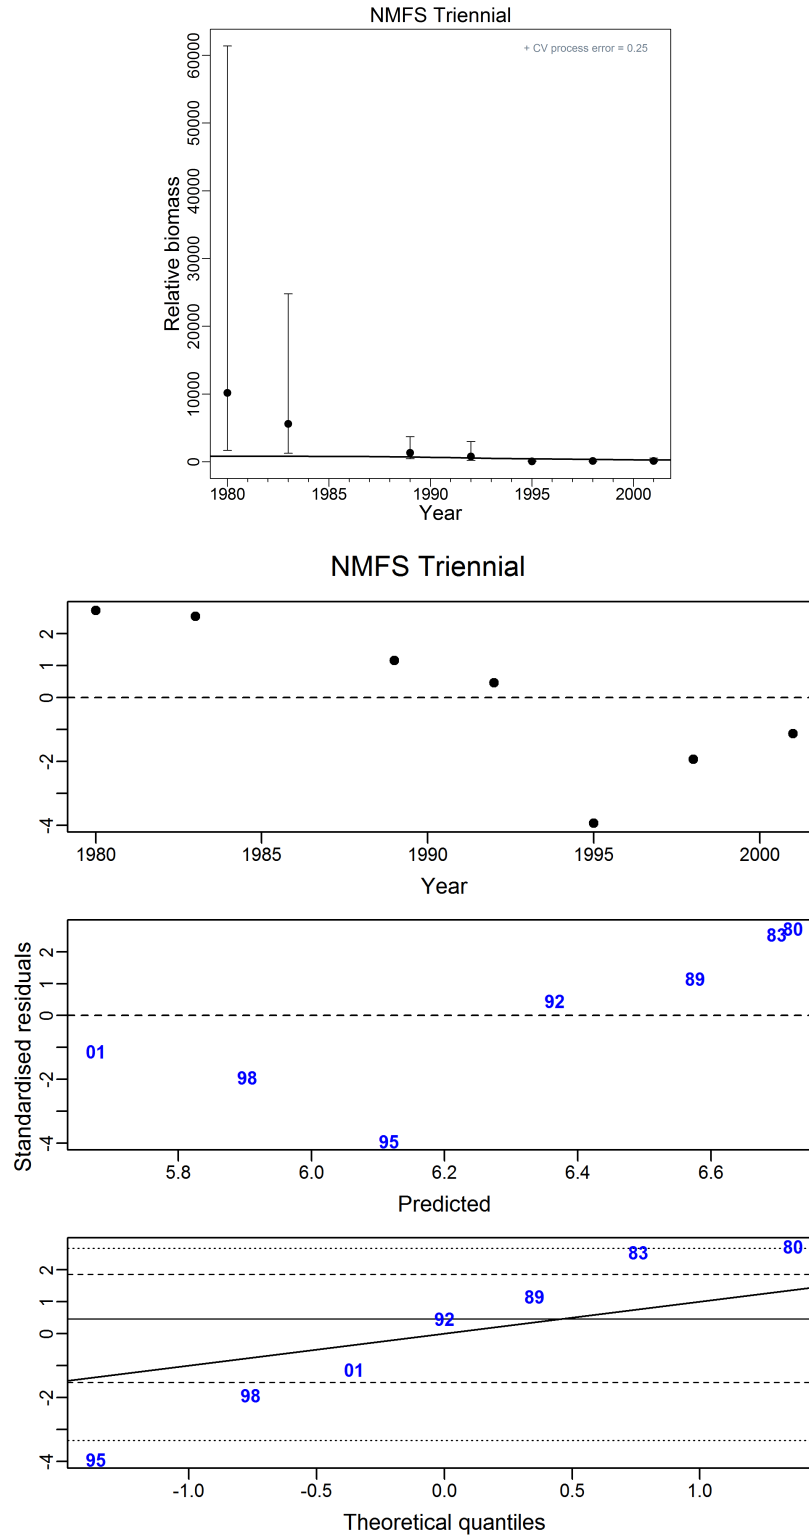 NMFS Triennial
+ CV process error = 0.25
Relative biomass
60000
50000
40000
30000
20000
10000
0
1980 1985 1990 1995 2000
Year
NMFS Triennial
2
1
0
-2
-4
1980 1985 1990 1995 2000
Year
Standardised residuals
2
1
0
-2
-4
83 80
89
92
01
98
95
5.8 6.0 6.2 6.4 6.6
Predicted
2
1
0
-2
-4
80
83
89
92
01
98
95
-1.0 -0.5 0.0 0.5 1.0
Theoretical quantiles